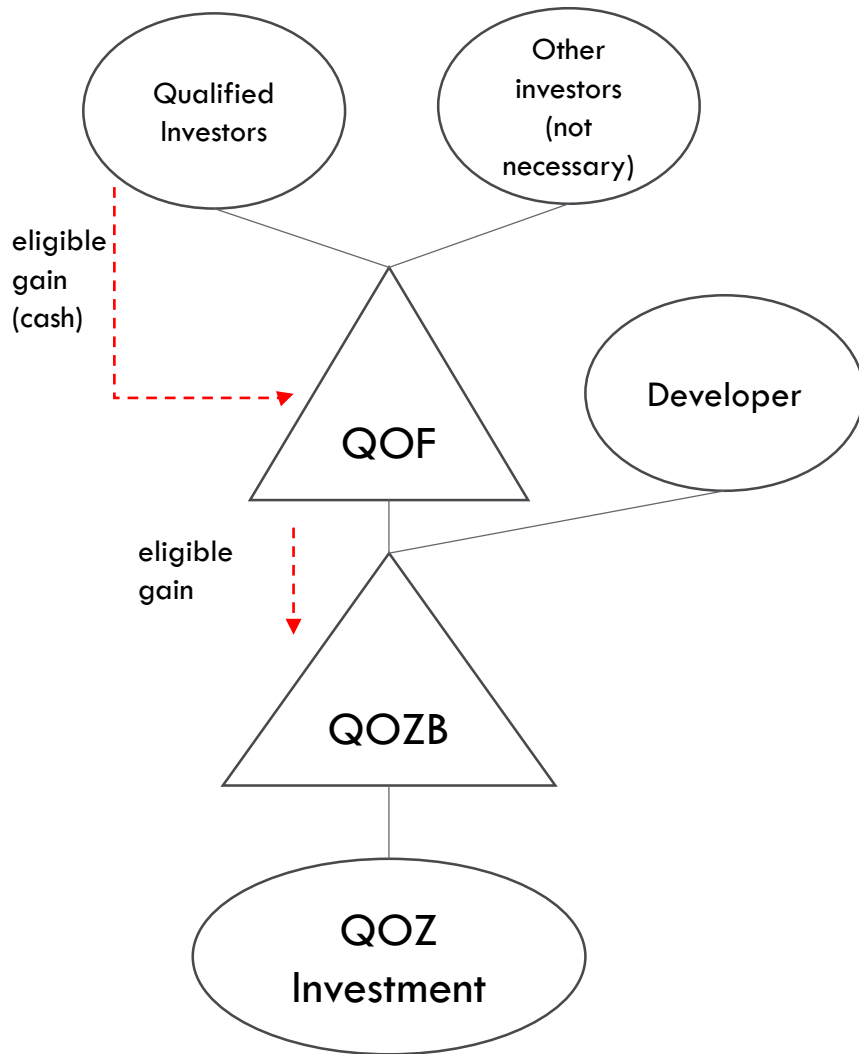 Qualified
Investors
Other
investors
(not
necessary)
eligible
gain
(cash)
Developer
QOF
eligible
gain
QOZB
QOZ
Investment